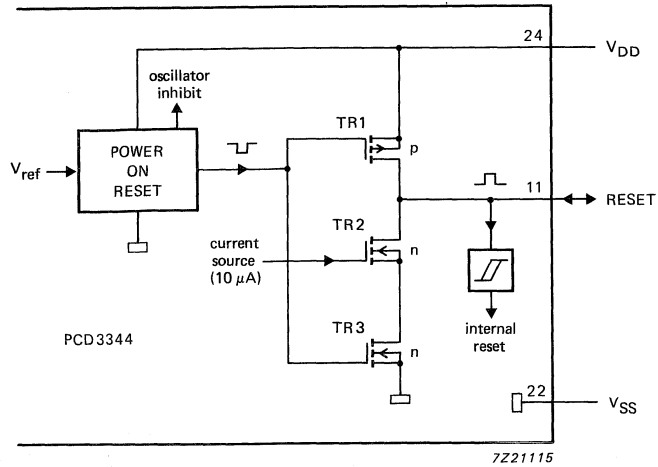 24
V_DD
oscillator
inhibit
TR1
p
POWER
ON
RESET
V_ref
11
RESET
TR2
n
current
source
(10 μA)
TR3
n
internal
reset
PCD3344
22
V_SS
7Z21115